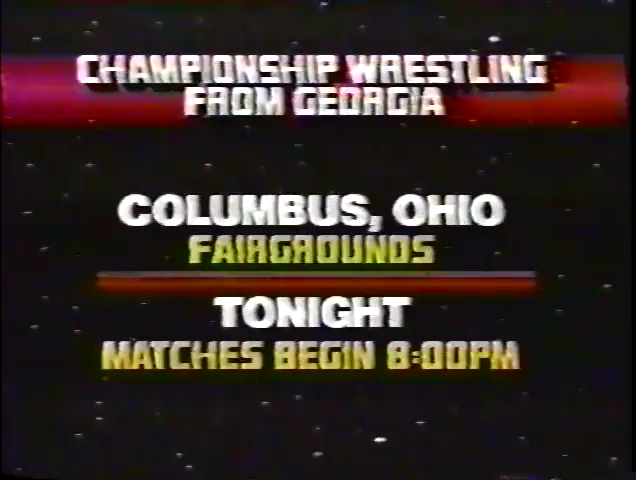 CHAMPIONSHIP WRESTLING
FROM GEORGIA
COLUMBUS, OHIO
FAIRGROUNDS
TONIGHT
MATCHES BEGIN 8:00PM